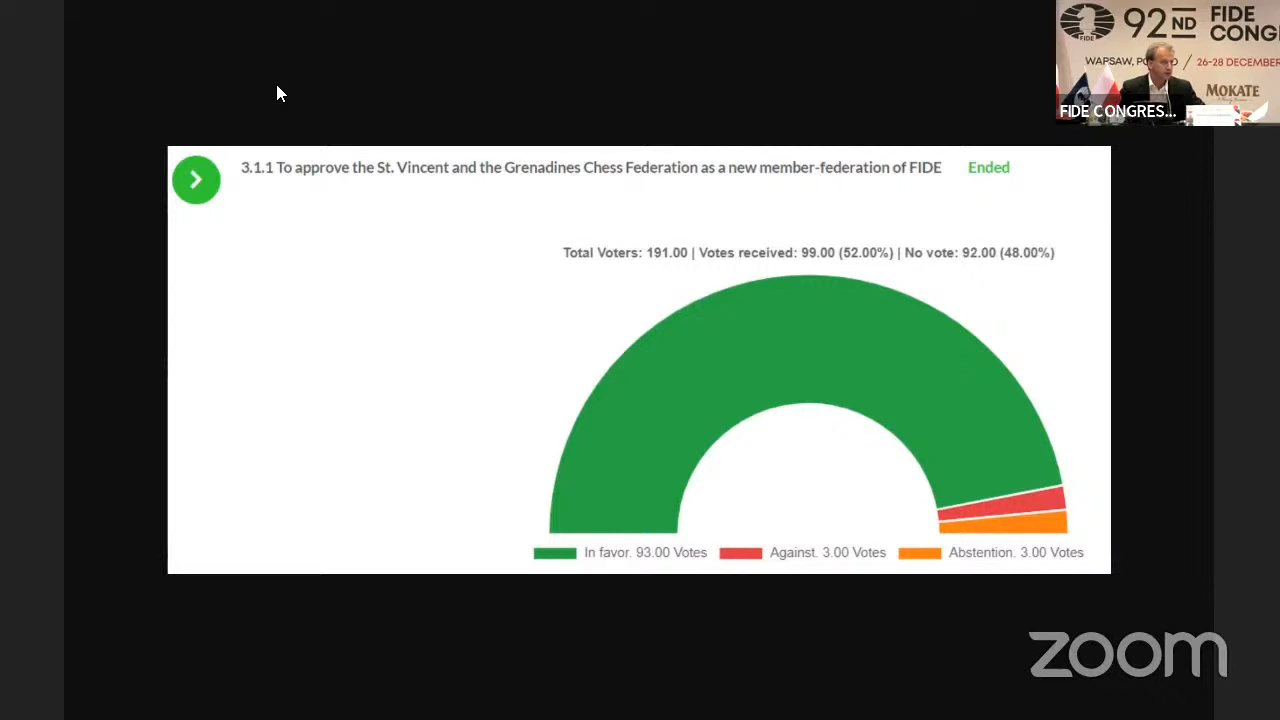 92ND FIDE
CONG
FIDE
26-28 DECEMBER
MOKATE
FIDE CONGRES...
3.1.1 To approve the St. Vincent and the Grenadines Chess Federation as a new member-federation of FIDE Ended
Total Voters: 191.00 | Votes received: 99.00 (52.00%) | No vote: 92.00 (48.00%)
In favor. 93.00 Votes Against. 3.00 Votes Abstention. 3.00 Votes
zoom